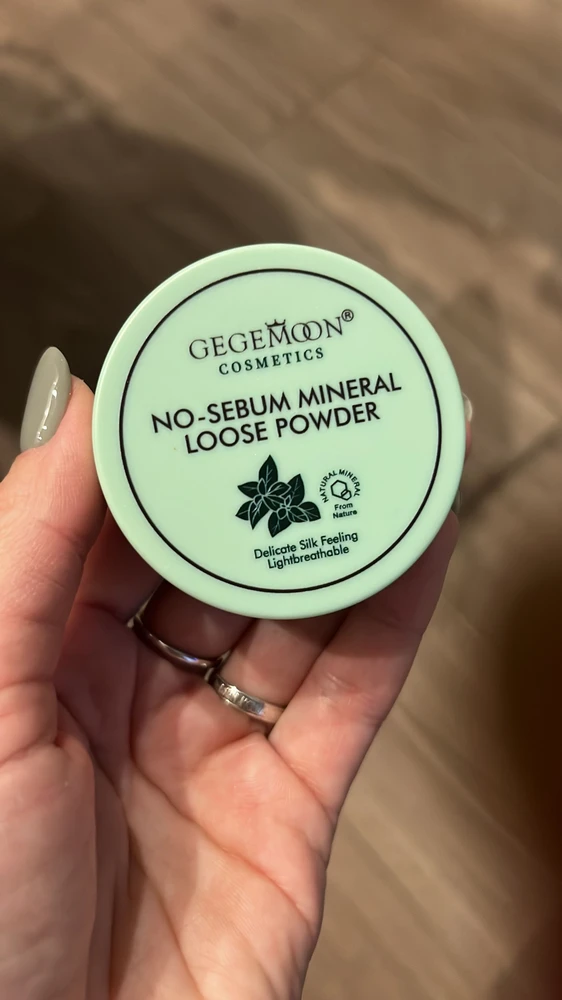 GEGEMOON®
COSMETICS
NO-SEBUM MINERAL
LOOSE POWDER
NATURAL MINERAL
From
Nature
Delicate Silk Feeling
Lightbreathable